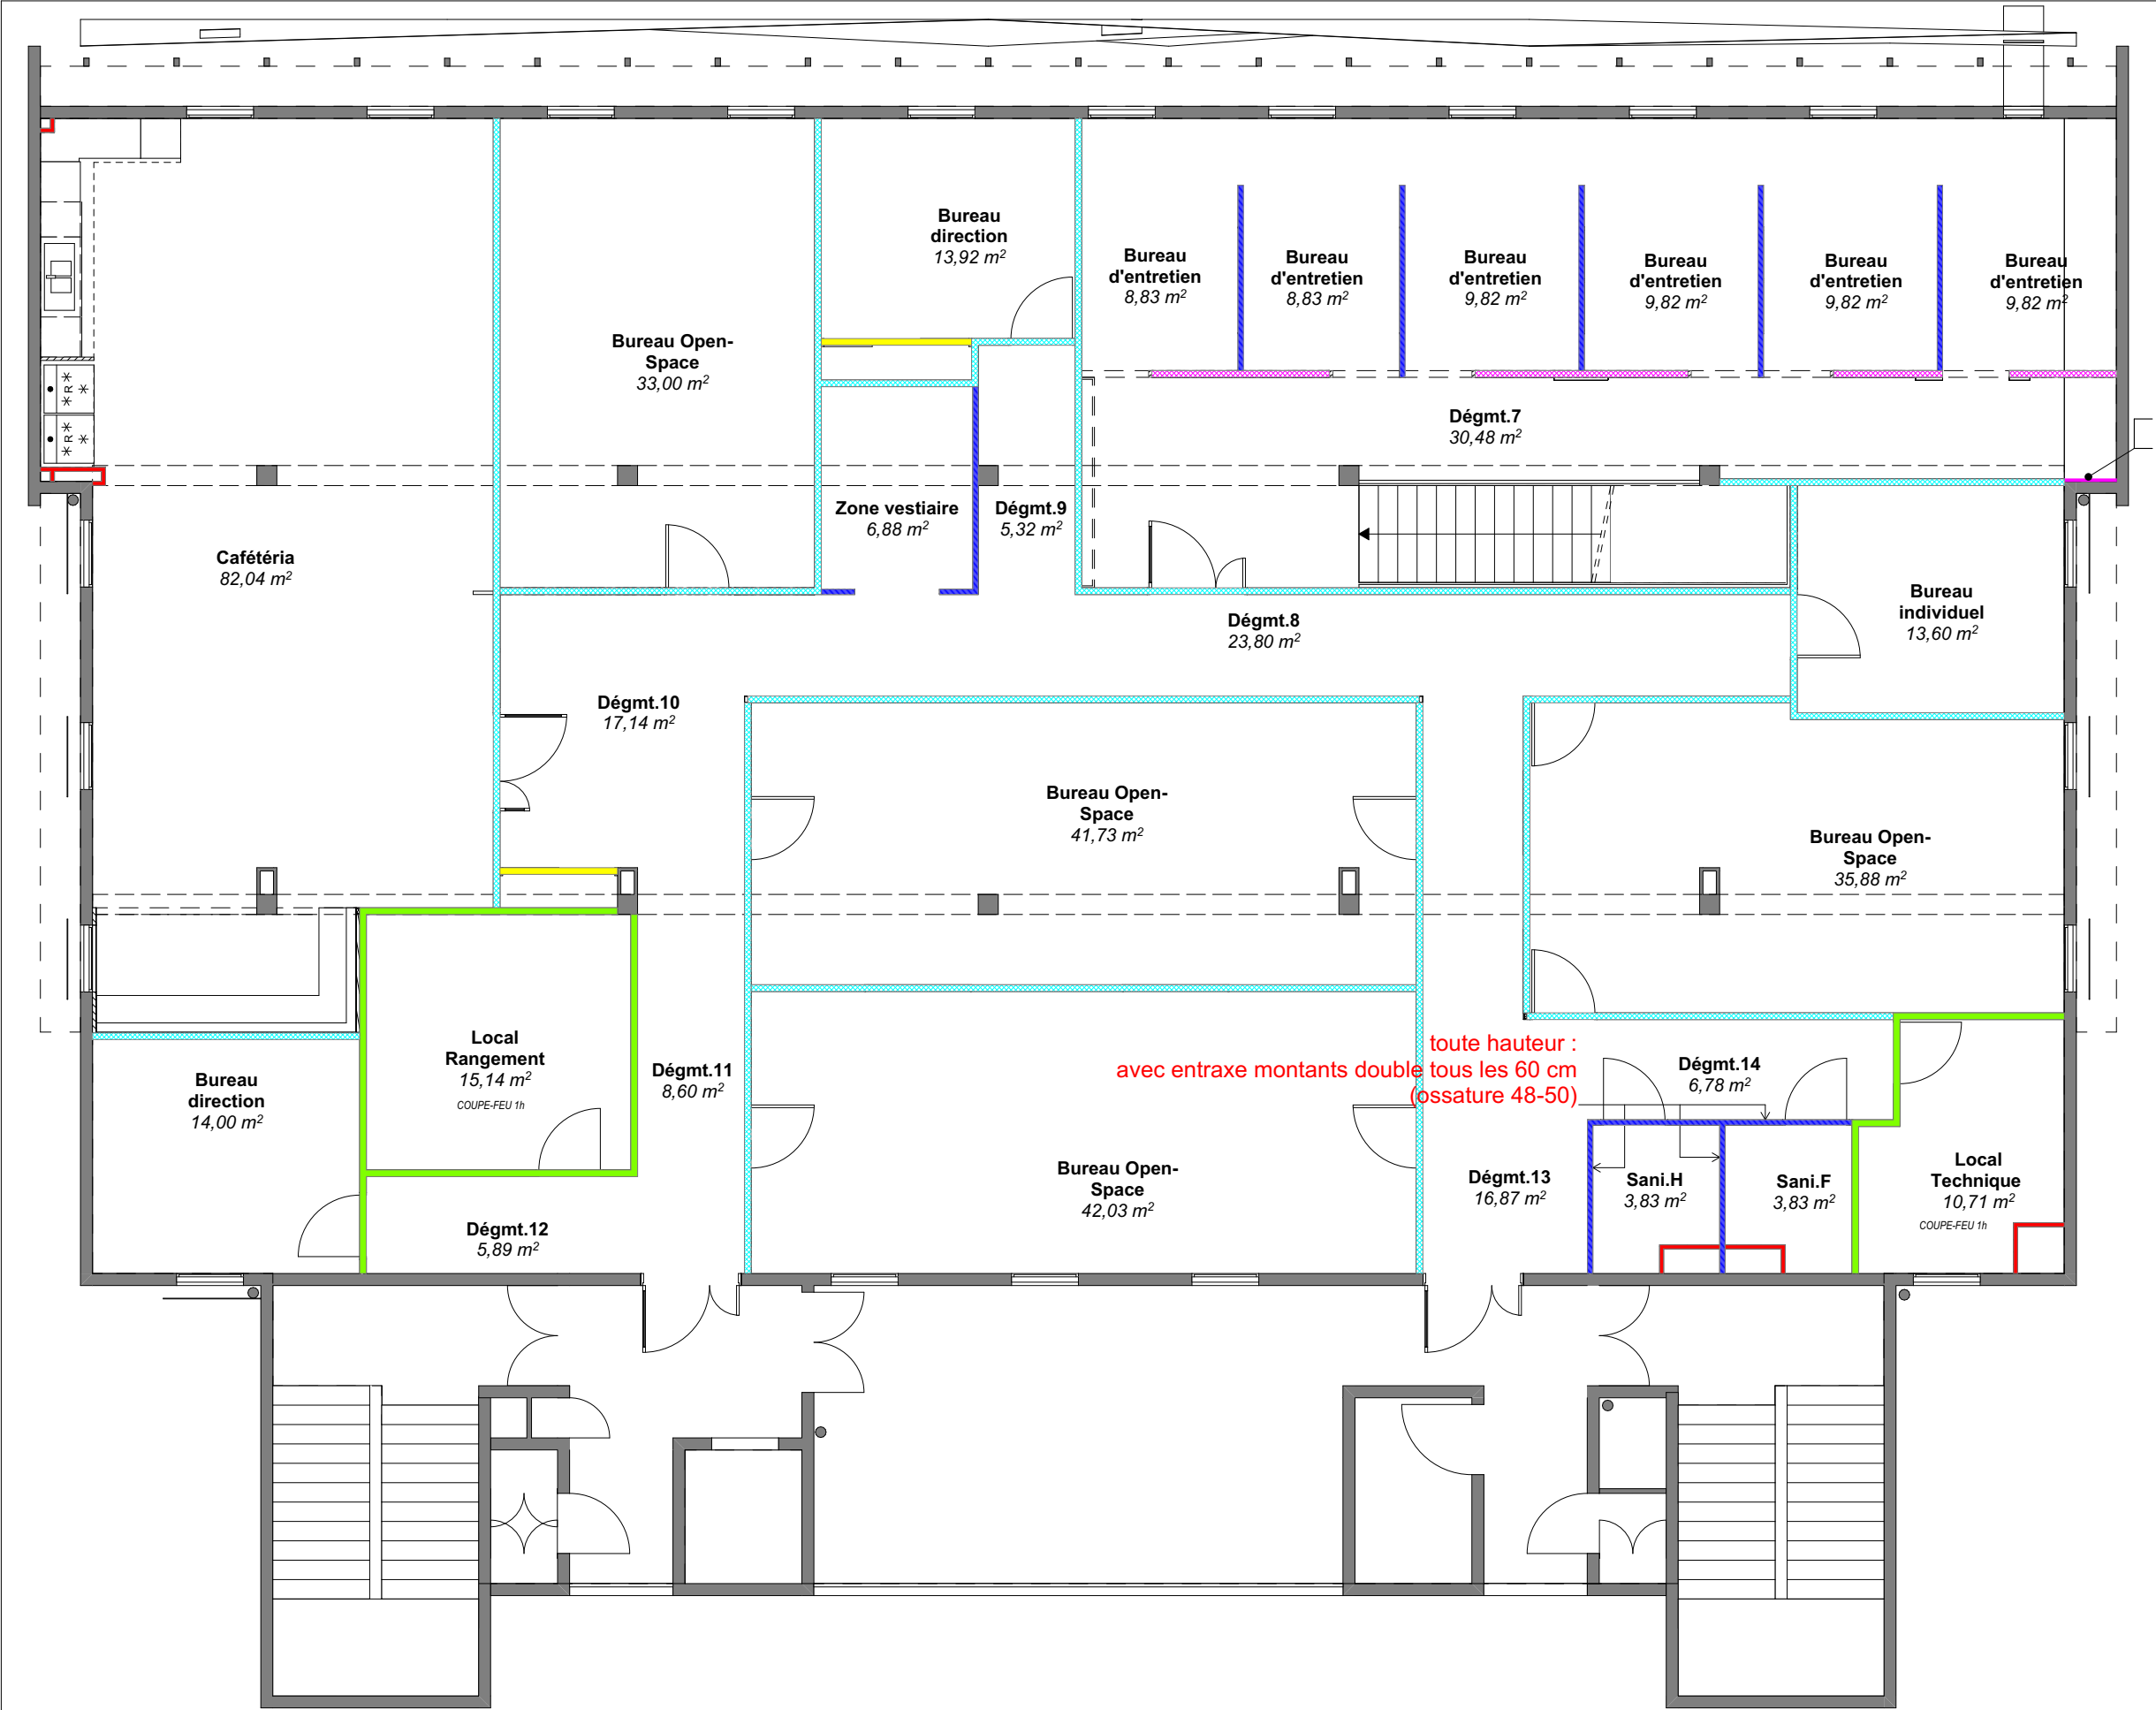 Bureau
direction
13,92 m²
Bureau
d'entretien
8,83 m²
Bureau
d'entretien
8,83 m²
Bureau
d'entretien
9,82 m²
Bureau
d'entretien
9,82 m²
Bureau
d'entretien
9,82 m²
Bureau
d'entretien
9,82 m²
Bureau Open-
Space
33,00 m²
*R*
*
*R*
*
Dégmt.7
30,48 m²
Zone vestiaire
6,88 m²
Dégmt.9
5,32 m²
Cafétéria
82,04 m²
Dégmt.8
23,80 m²
Bureau
individuel
13,60 m²
Dégmt.10
17,14 m²
Bureau Open-
Space
41,73 m²
Bureau Open-
Space
35,88 m²
Local
Rangement
15,14 m²
COUPE-FEU 1h
Bureau
direction
14,00 m²
Dégmt.11
8,60 m²
toute hauteur :
avec entraxe montants double tous les 60 cm
(ossature 48-50)
Dégmt.14
6,78 m²
Bureau Open-
Space
42,03 m²
Dégmt.13
16,87 m²
Sani.H
3,83 m²
Sani.F
3,83 m²
Local
Technique
10,71 m²
COUPE-FEU 1h
Dégmt.12
5,89 m²